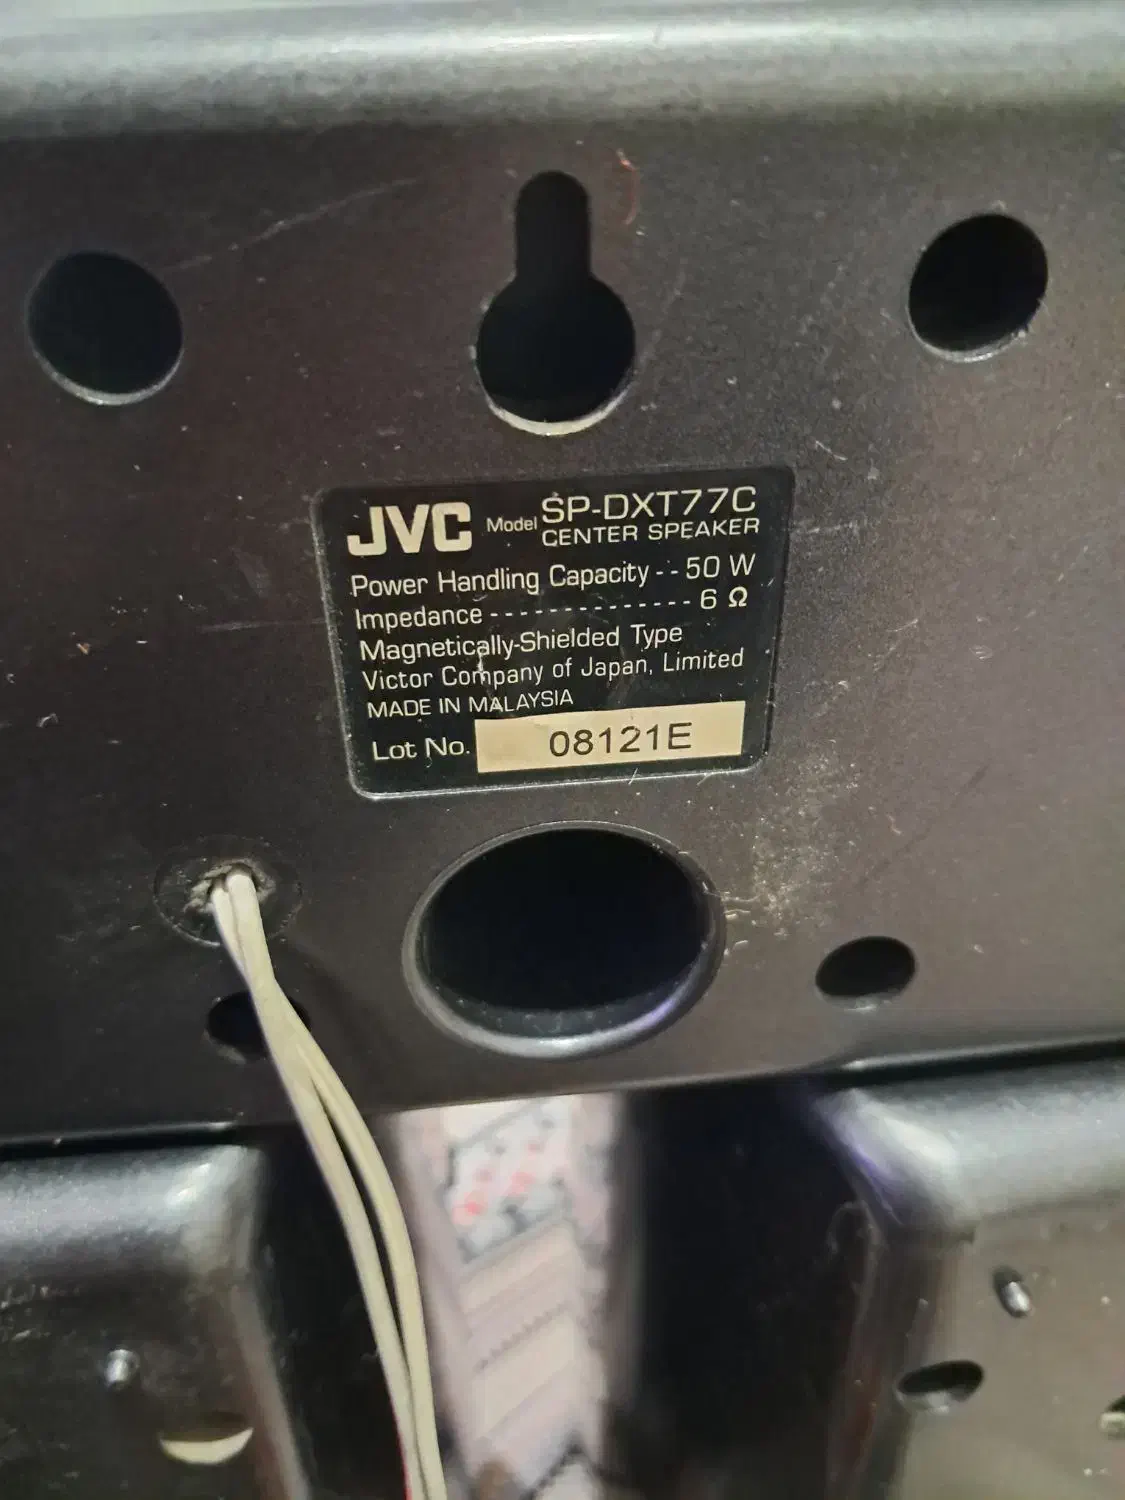 JVC Model SP-DXT77C
CENTER SPEAKER
Power Handling Capacity - - 50 W
Impedance - - - - - - - - - - - - - - 6 Ω
Magnetically-Shielded Type
Victor Company of Japan, Limited
MADE IN MALAYSIA
Lot No. 08121E